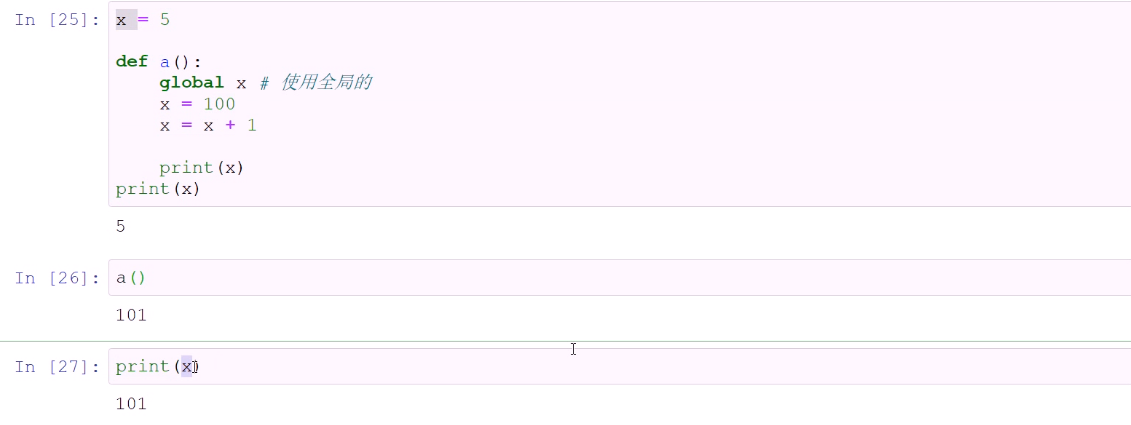 In [25]: x = 5
def a():
    global x # 使用全局的
    x = 100
    x = x + 1
    print(x)
print(x)
5
In [26]: a()
101
In [27]: print(x)
101